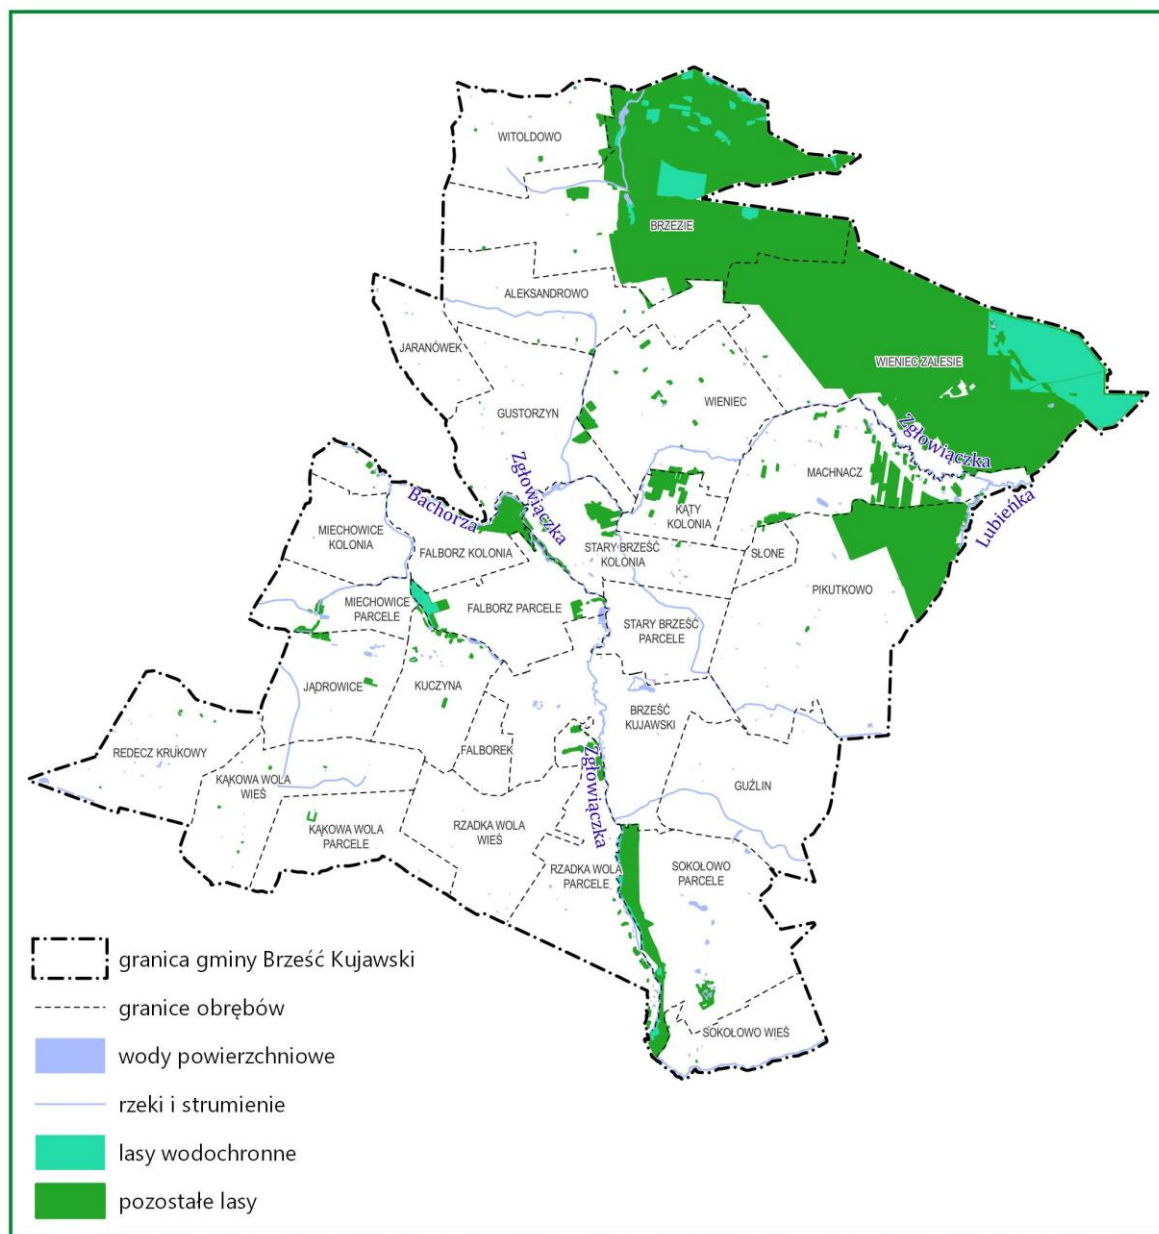 WITOLDOWO
BRZEZIE
ALEKSANDROWO
JARANÓWEK
WIENIEC ZALESIE
WIENIEC
GUSTORZYN
Zgłowiączka
MACHNACZ
Zgłowiączka
Bachorza
KĄTY
KOLONIA
Lubieńka
MIECHOWICE
KOLONIA
FALBORZ KOLONIA
STARY BRZEŚĆ
KOLONIA
SŁONE
PIKUTKOWO
MIECHOWICE
PARCELE
FALBORZ PARCELE
STARY BRZEŚĆ
PARCELE
JĄDROWICE
KUCZYNA
BRZEŚĆ
KUJAWSKI
REDECZ KRUKOWY
FALBOREK
Zgłowiączka
KĄKOWA WOLA
WIEŚ
GUŹLIN
KĄKOWA WOLA
PARCELE
RZADKA WOLA
WIEŚ
RZADKA WOLA
PARCELE
SOKOŁOWO
PARCELE
SOKOŁOWO WIEŚ
granica gminy Brześć Kujawski
granice obrębów
wody powierzchniowe
rzeki i strumienie
lasy wodochronne
pozostałe lasy